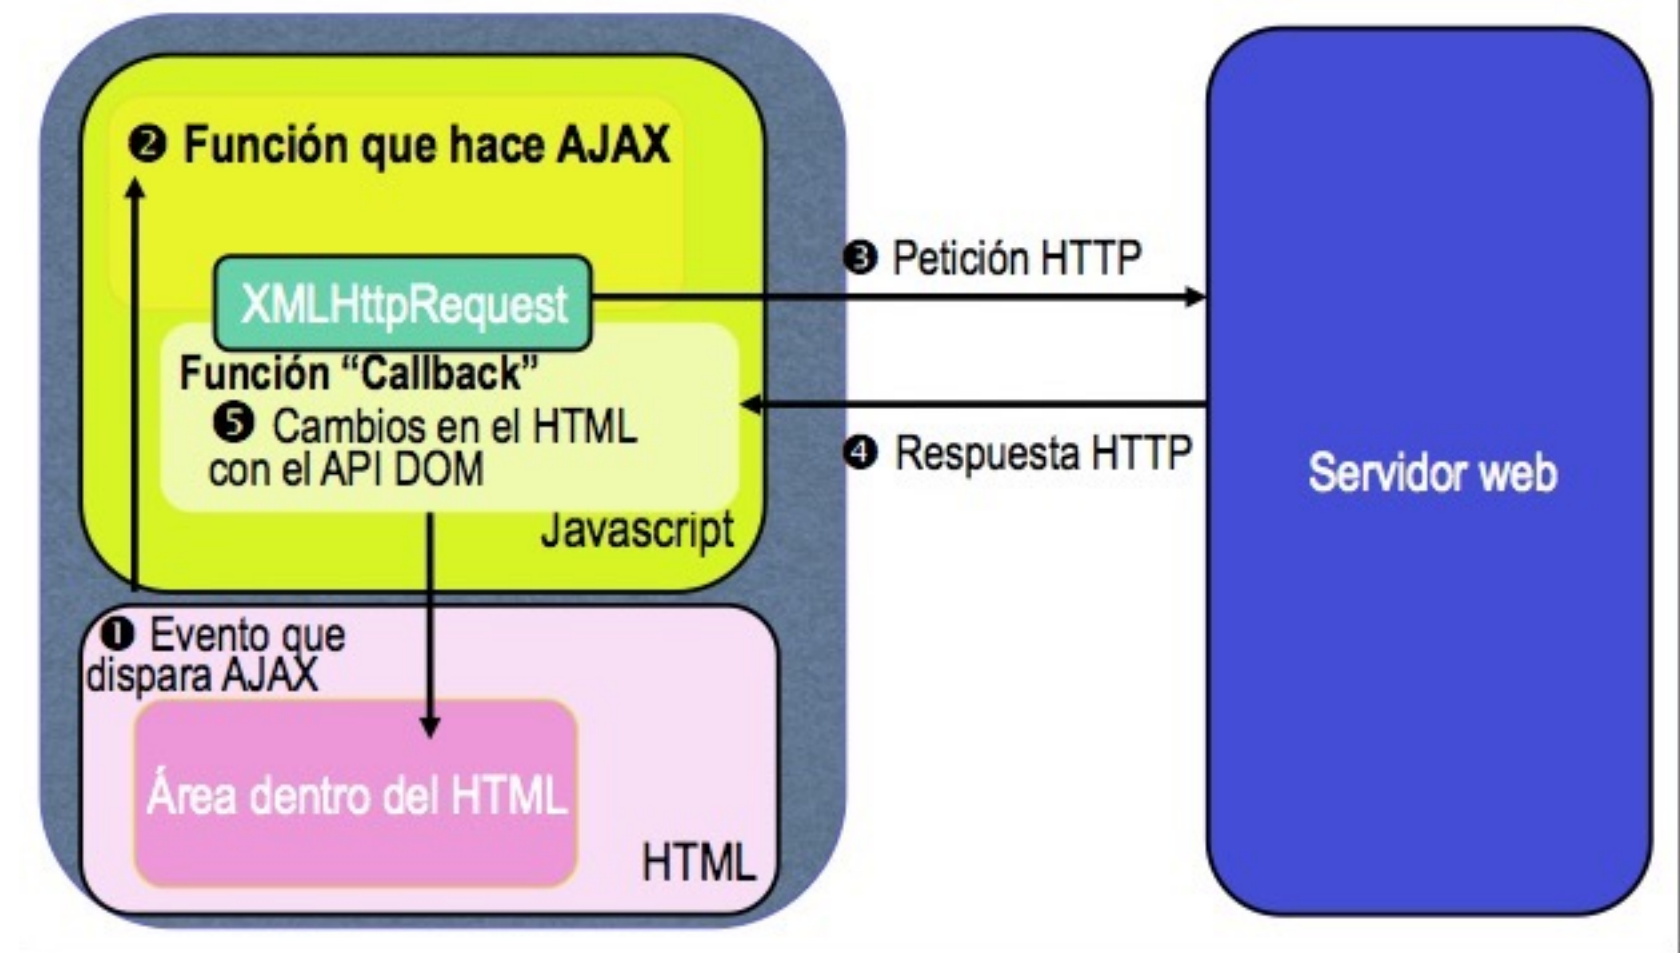 ❷ Función que hace AJAX
XMLHttpRequest
Función “Callback”
❺ Cambios en el HTML
con el API DOM
Javascript
❶ Evento que
dispara AJAX
Área dentro del HTML
HTML
❸ Petición HTTP
❹ Respuesta HTTP
Servidor web